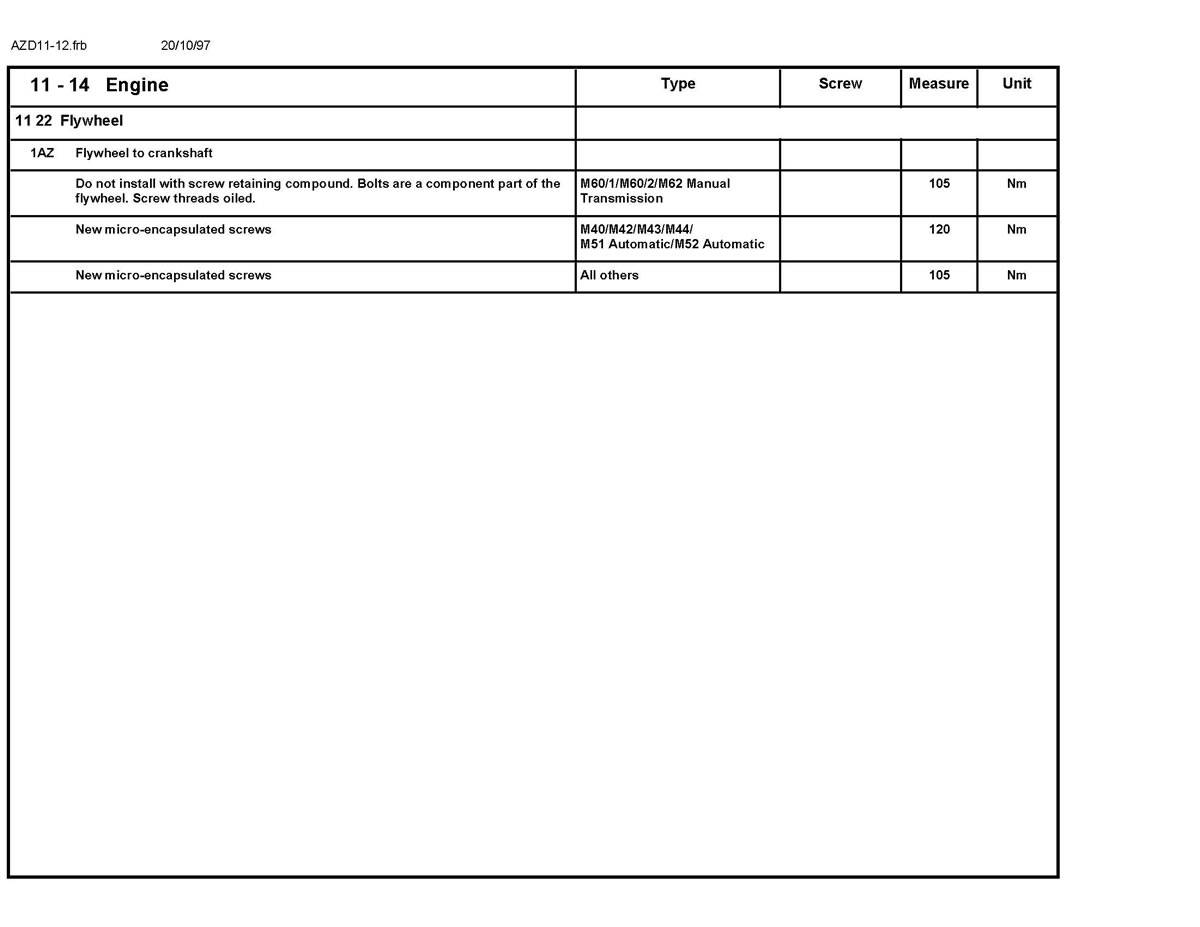 AZD11-12.frb 20/10/97
11 - 14 Engine Type Screw Measure Unit
11 22 Flywheel
1AZ Flywheel to crankshaft
Do not install with screw retaining compound. Bolts are a component part of the M60/1/M60/2/M62 Manual 105 Nm
flywheel. Screw threads oiled. Transmission
New micro-encapsulated screws M40/M42/M43/M44/ 120 Nm
M51 Automatic/M52 Automatic
New micro-encapsulated screws All others 105 Nm